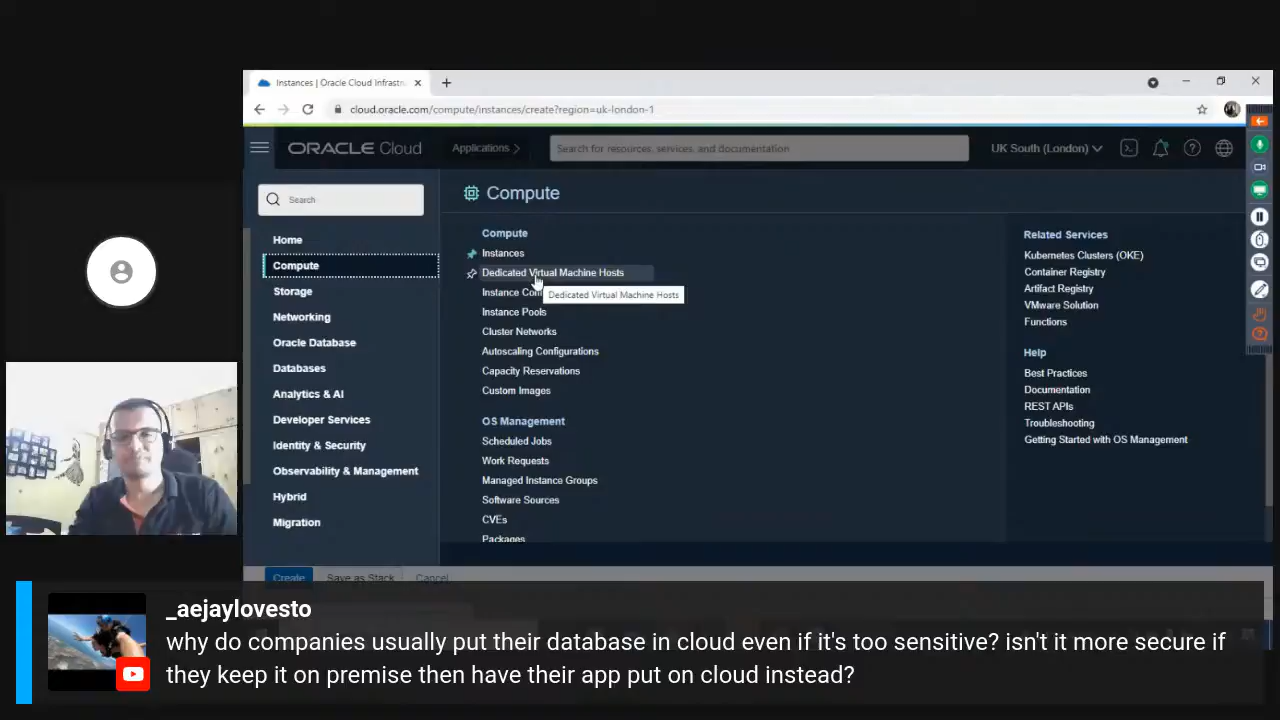 Instances | Oracle Cloud Infrastr
cloud.oracle.com/compute/instances/create?region=uk-london-1
ORACLE Cloud
Applications
Search for resources, services, and documentation
UK South (London)
Search
Home
Compute
Storage
Networking
Oracle Database
Databases
Analytics & AI
Developer Services
Identity & Security
Observability & Management
Hybrid
Migration
Compute
Compute
Instances
Dedicated Virtual Machine Hosts
Dedicated Virtual Machine Hosts
Instance Con
Instance Pools
Cluster Networks
Autoscaling Configurations
Capacity Reservations
Custom Images
OS Management
Scheduled Jobs
Work Requests
Managed Instance Groups
Software Sources
CVEs
Packages
Related Services
Kubernetes Clusters (OKE)
Container Registry
Artifact Registry
VMware Solution
Functions
Help
Best Practices
Documentation
REST APIs
Troubleshooting
Getting Started with OS Management
Create
Save as Stack
Cancel
_aejaylovesto
why do companies usually put their database in cloud even if it's too sensitive? isn't it more secure if
they keep it on premise then have their app put on cloud instead?